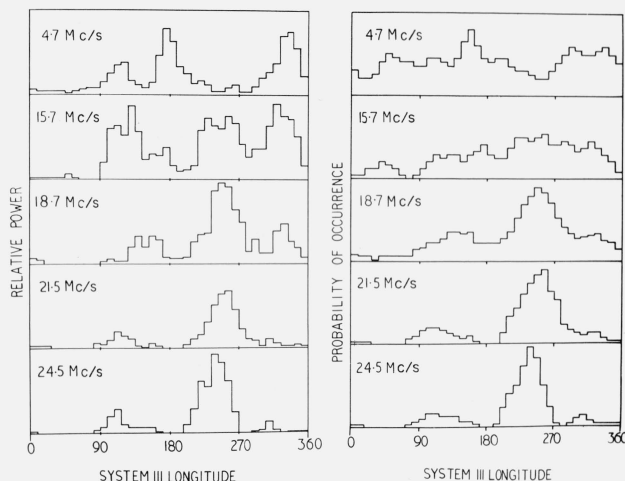 4.7 Mc/s
15.7 Mc/s
18.7 Mc/s
21.5 Mc/s
24.5 Mc/s
RELATIVE POWER
0 90 180 270 360
SYSTEM III LONGITUDE
4.7 Mc/s
15.7 Mc/s
18.7 Mc/s
21.5 Mc/s
24.5 Mc/s
PROBABILITY OF OCCURRENCE
0 90 180 270 360
SYSTEM III LONGITUDE